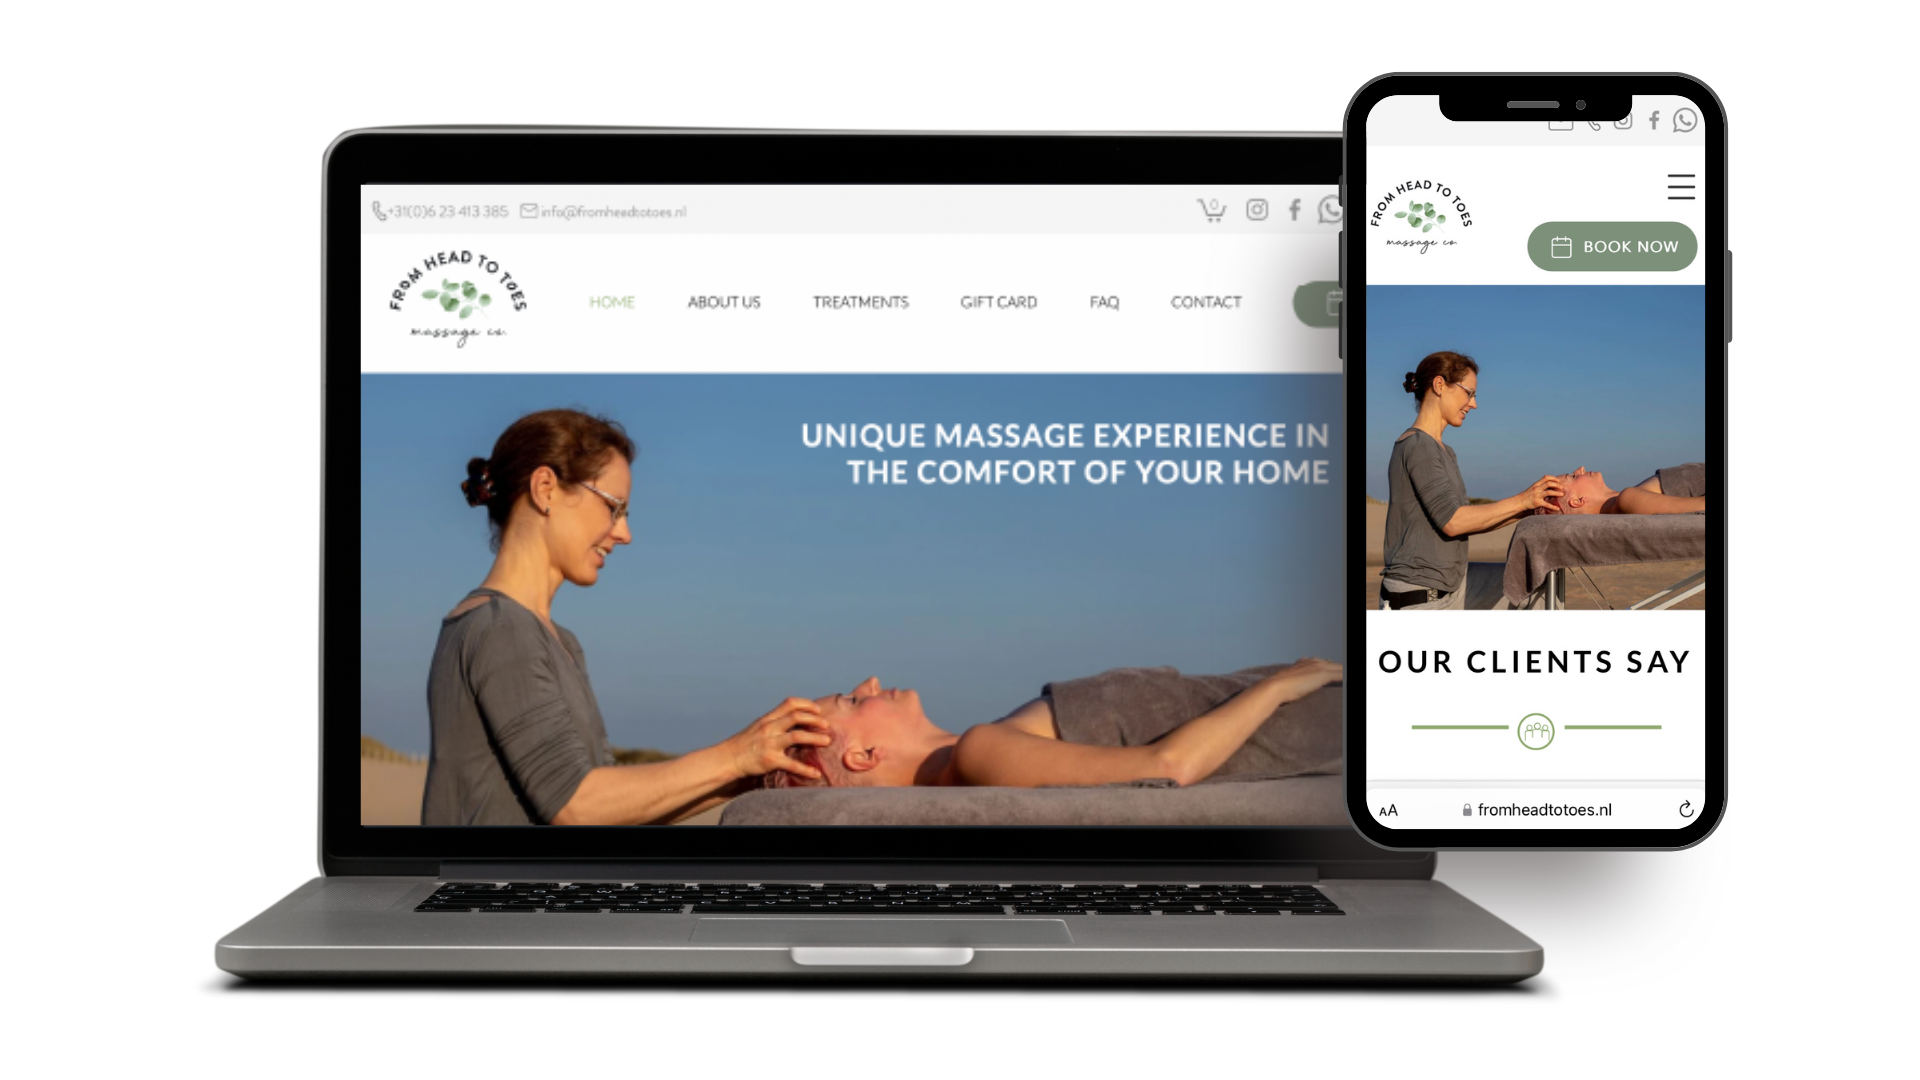 +31(0)6 23 413 385 info@fromheadtotoes.nl
0
FROM HEAD TO TOES
massage co.
HOME ABOUT US TREATMENTS GIFT CARD FAQ CONTACT
UNIQUE MASSAGE EXPERIENCE IN
THE COMFORT OF YOUR HOME
FROM HEAD TO TOES
massage co.
BOOK NOW
OUR CLIENTS SAY
AA fromheadtotoes.nl